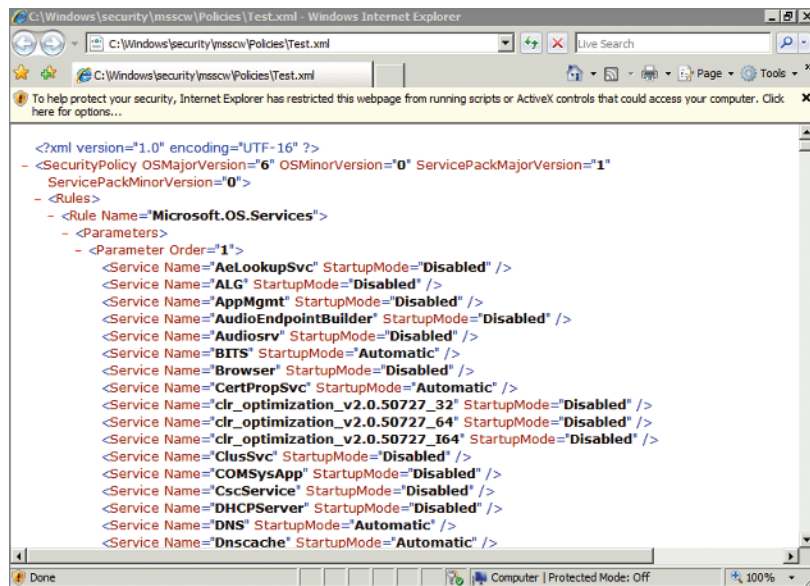 C:\Windows\security\msscw\Policies\Test.xml - Windows Internet Explorer
C:\Windows\security\msscw\Policies\Test.xml
Live Search
C:\Windows\security\msscw\Policies\Test.xml
Page
Tools
To help protect your security, Internet Explorer has restricted this webpage from running scripts or ActiveX controls that could access your computer. Click
here for options...
<?xml version="1.0" encoding="UTF-16" ?>
- <SecurityPolicy OSMajorVersion="6" OSMinorVersion="0" ServicePackMajorVersion="1"
ServicePackMinorVersion="0">
- <Rules>
- <Rule Name="Microsoft.OS.Services">
- <Parameters>
- <Parameter Order="1">
<Service Name="AeLookupSvc" StartupMode="Disabled" />
<Service Name="ALG" StartupMode="Disabled" />
<Service Name="AppMgmt" StartupMode="Disabled" />
<Service Name="AudioEndpointBuilder" StartupMode="Disabled" />
<Service Name="Audiosrv" StartupMode="Disabled" />
<Service Name="BITS" StartupMode="Automatic" />
<Service Name="Browser" StartupMode="Disabled" />
<Service Name="CertPropSvc" StartupMode="Automatic" />
<Service Name="clr_optimization_v2.0.50727_32" StartupMode="Disabled" />
<Service Name="clr_optimization_v2.0.50727_64" StartupMode="Disabled" />
<Service Name="clr_optimization_v2.0.50727_I64" StartupMode="Disabled" />
<Service Name="ClusSvc" StartupMode="Disabled" />
<Service Name="COMSysApp" StartupMode="Disabled" />
<Service Name="CscService" StartupMode="Disabled" />
<Service Name="DHCPServer" StartupMode="Disabled" />
<Service Name="DNS" StartupMode="Automatic" />
<Service Name="Dnscache" StartupMode="Automatic" />
Done
Computer | Protected Mode: Off
100%